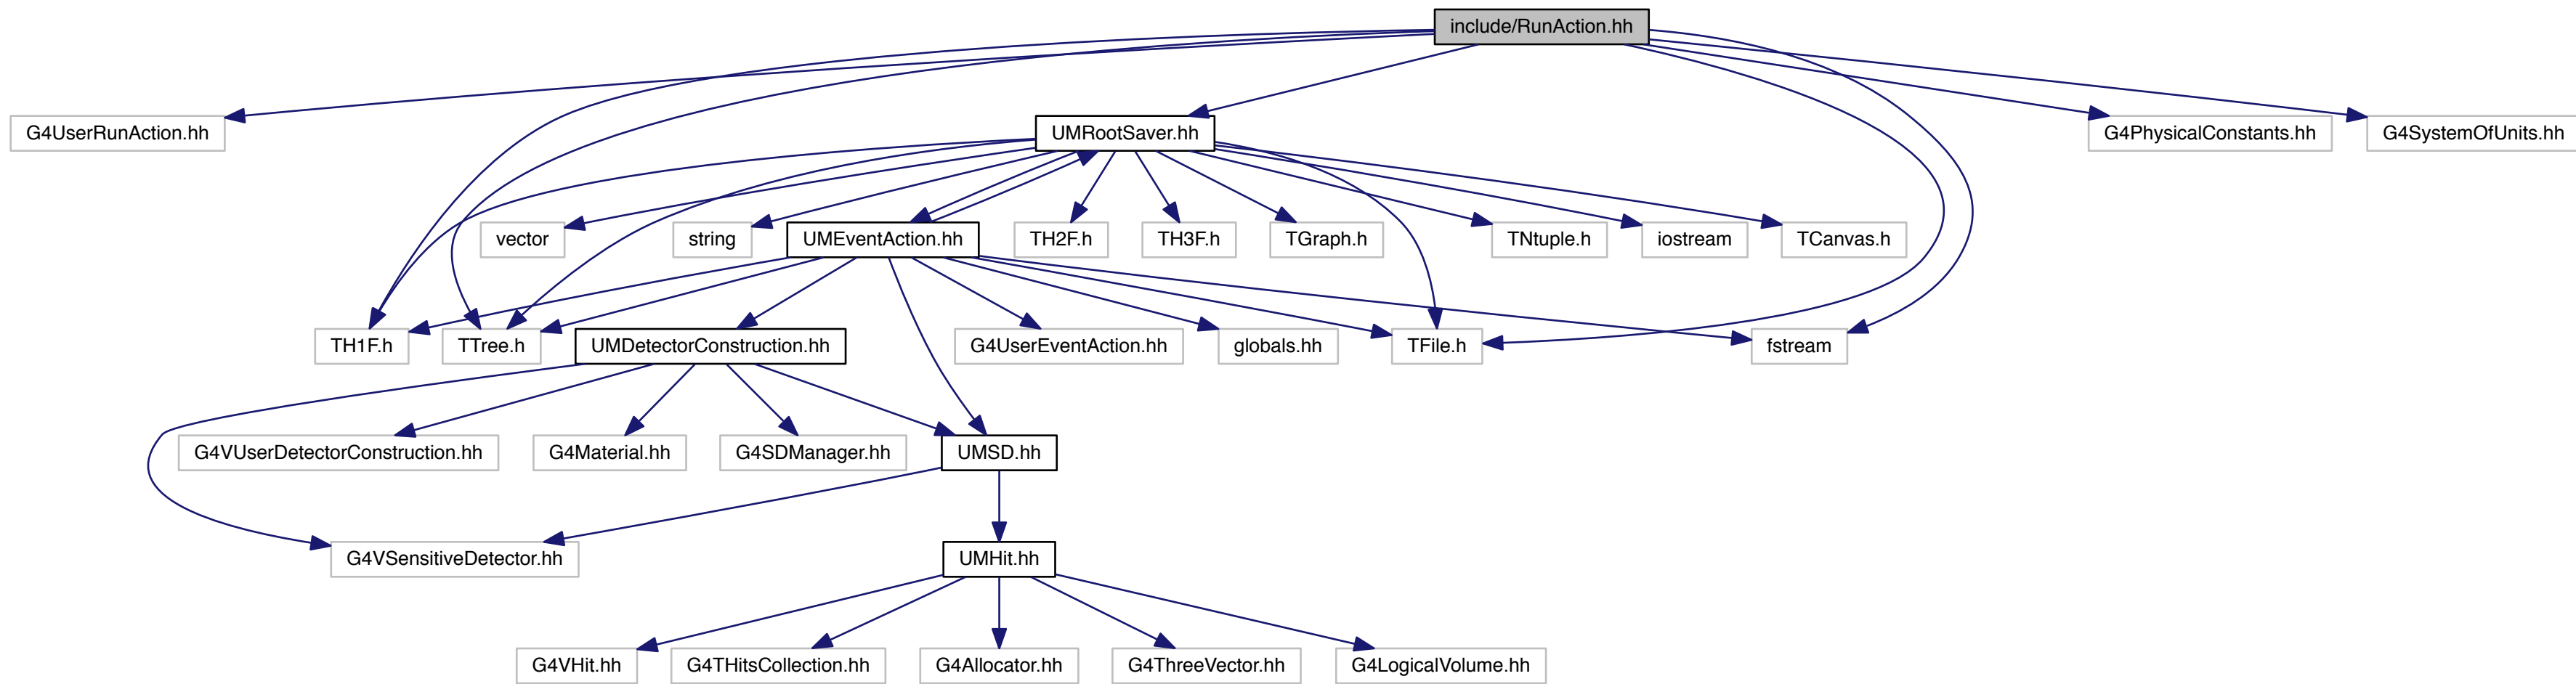 include/RunAction.hh
G4UserRunAction.hh
UMRootSaver.hh
G4PhysicalConstants.hh
G4SystemOfUnits.hh
vector
string
UMEventAction.hh
TH2F.h
TH3F.h
TGraph.h
TNtuple.h
iostream
TCanvas.h
TH1F.h
TTree.h
UMDetectorConstruction.hh
G4UserEventAction.hh
globals.hh
TFile.h
fstream
G4VUserDetectorConstruction.hh
G4Material.hh
G4SDManager.hh
UMSD.hh
G4VSensitiveDetector.hh
UMHit.hh
G4VHit.hh
G4THitsCollection.hh
G4Allocator.hh
G4ThreeVector.hh
G4LogicalVolume.hh